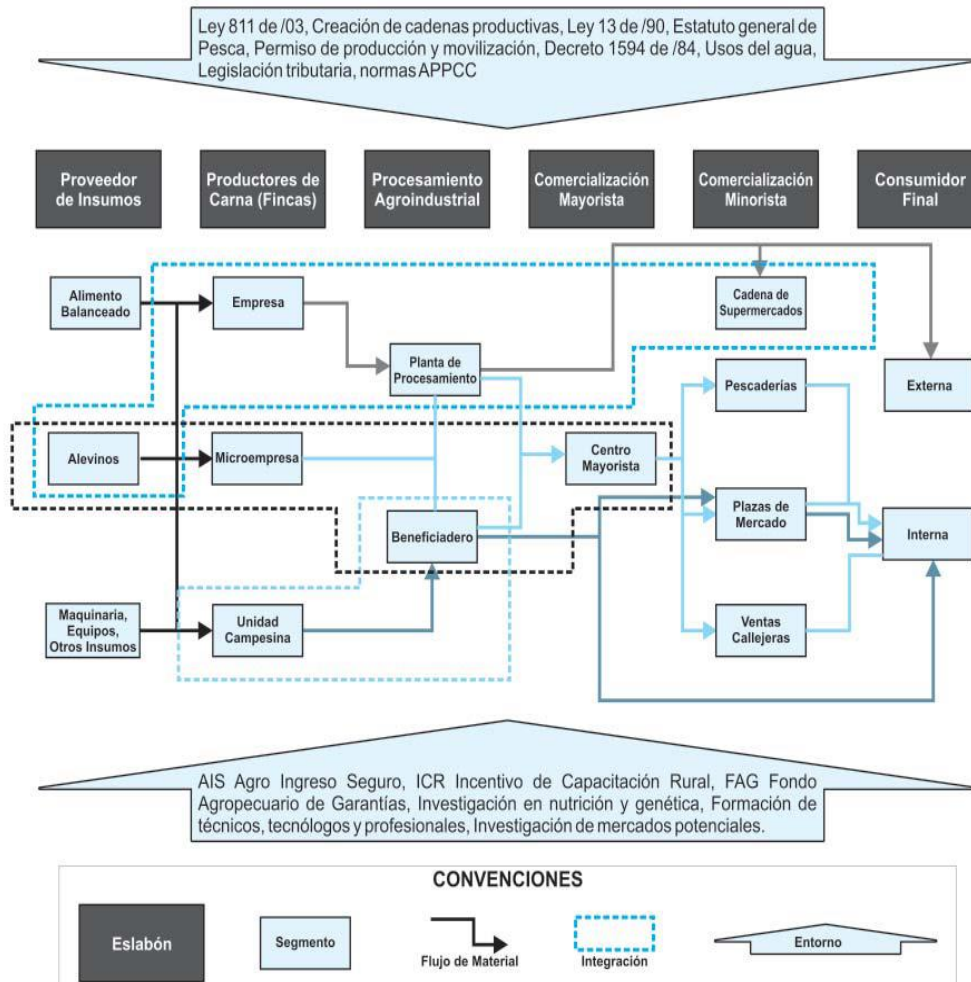 Ley 811 de /03, Creación de cadenas productivas, Ley 13 de /90, Estatuto general de
Pesca, Permiso de producción y movilización, Decreto 1594 de /84, Usos del agua,
Legislación tributaria, normas APPCC
Proveedor
de Insumos
Productores de
Carna (Fincas)
Procesamiento
Agroindustrial
Comercialización
Mayorista
Comercialización
Minorista
Consumidor
Final
Alimento
Balanceado
Empresa
Cadena de
Supermercados
Planta de
Procesamiento
Pescaderías
Externa
Alevinos
Microempresa
Centro
Mayorista
Beneficiadero
Plazas de
Mercado
Interna
Maquinaria,
Equipos,
Otros Insumos
Unidad
Campesina
Ventas
Callejeras
AIS Agro Ingreso Seguro, ICR Incentivo de Capacitación Rural, FAG Fondo
Agropecuario de Garantías, Investigación en nutrición y genética, Formación de
técnicos, tecnólogos y profesionales, Investigación de mercados potenciales.
CONVENCIONES
Eslabón
Segmento
Flujo de Material
Integración
Entorno